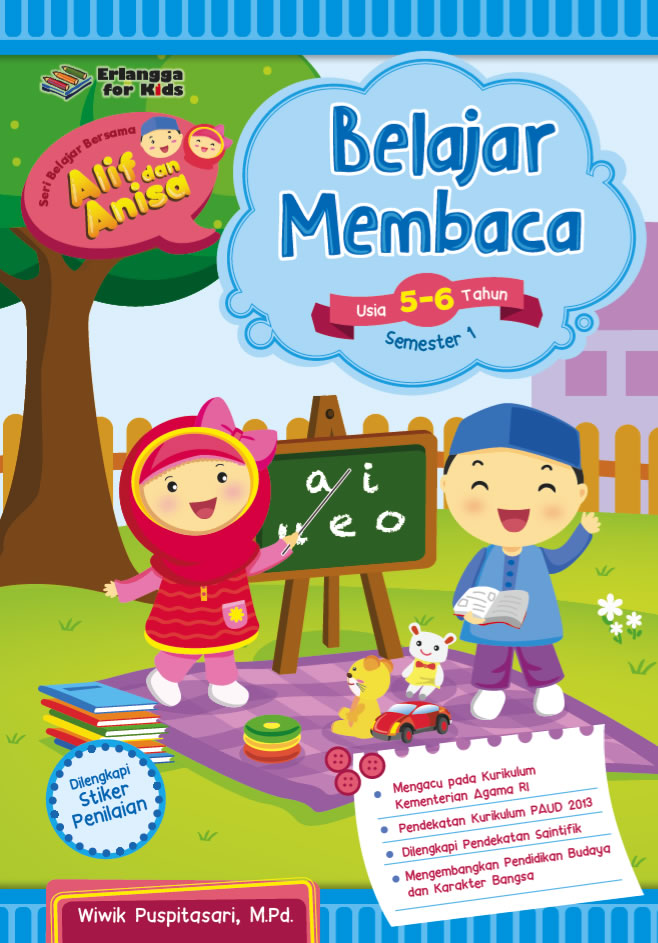 Erlangga
for Kids
Seri Belajar Bersama
Alif dan
Anisa
Belajar
Membaca
Usia 5-6 Tahun
Semester 1
a i
u e o
Dilengkapi
Stiker
Penilaian
Mengacu pada Kurikulum
Kementerian Agama RI
Pendekatan Kurikulum PAUD 2013
Dilengkapi Pendekatan Saintifik
Mengembangkan Pendidikan Budaya
dan Karakter Bangsa
Wiwik Puspitasari, M.Pd.